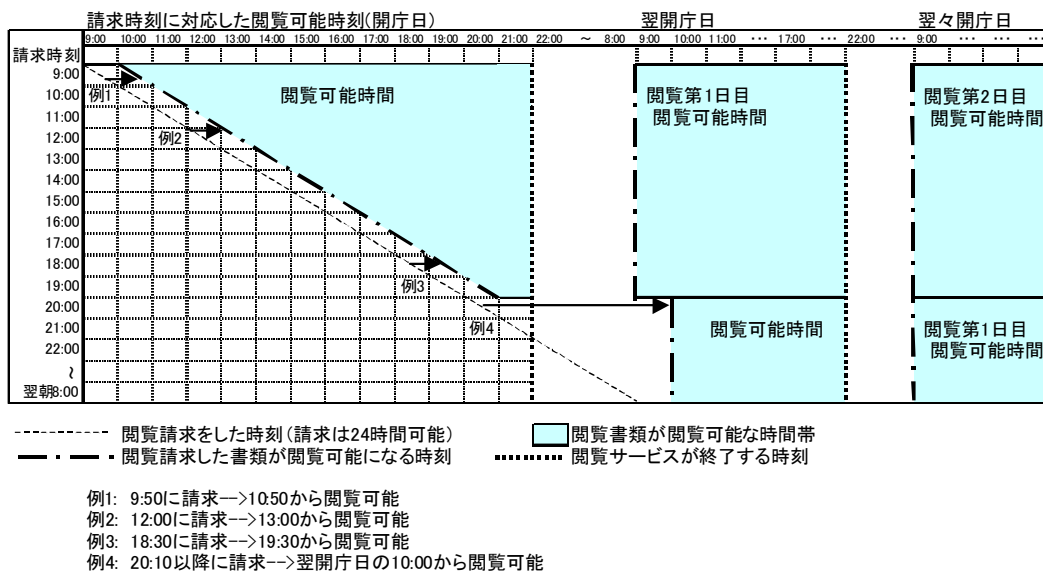 請求時刻に対応した閲覧可能時刻(開庁日)
翌開庁日
翌々開庁日
9:00 10:00 11:00 12:00 13:00 14:00 15:00 16:00 17:00 18:00 19:00 20:00 21:00 22:00 ～ 8:00 9:00 10:00 11:00 … 17:00 … 22:00 … 9:00 … … …
請求時刻
9:00
10:00
11:00
12:00
13:00
14:00
15:00
16:00
17:00
18:00
19:00
20:00
21:00
22:00
～
翌朝8:00
例1
例2
例3
例4
閲覧可能時間
閲覧第1日目
閲覧可能時間
閲覧第2日目
閲覧可能時間
閲覧可能時間
閲覧第1日目
閲覧可能時間
閲覧請求をした時刻(請求は24時間可能)
閲覧書類が閲覧可能な時間帯
閲覧請求した書類が閲覧可能になる時刻
閲覧サービスが終了する時刻
例1: 9:50に請求-->10:50から閲覧可能
例2: 12:00に請求-->13:00から閲覧可能
例3: 18:30に請求-->19:30から閲覧可能
例4: 20:10以降に請求-->翌開庁日の10:00から閲覧可能